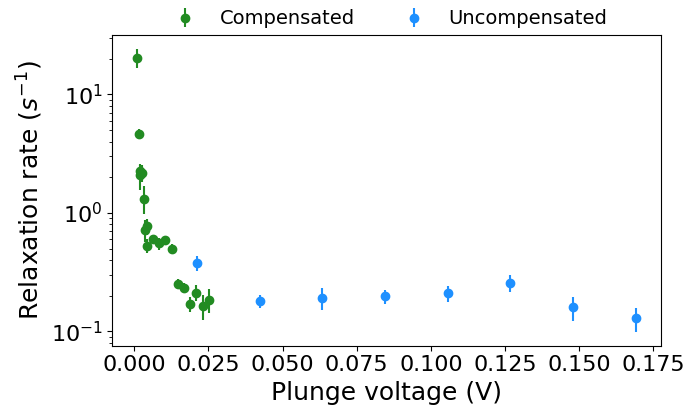 Compensated Uncompensated
Relaxation rate (s⁻¹)
10¹
10⁰
10⁻¹
0.000 0.025 0.050 0.075 0.100 0.125 0.150 0.175
Plunge voltage (V)